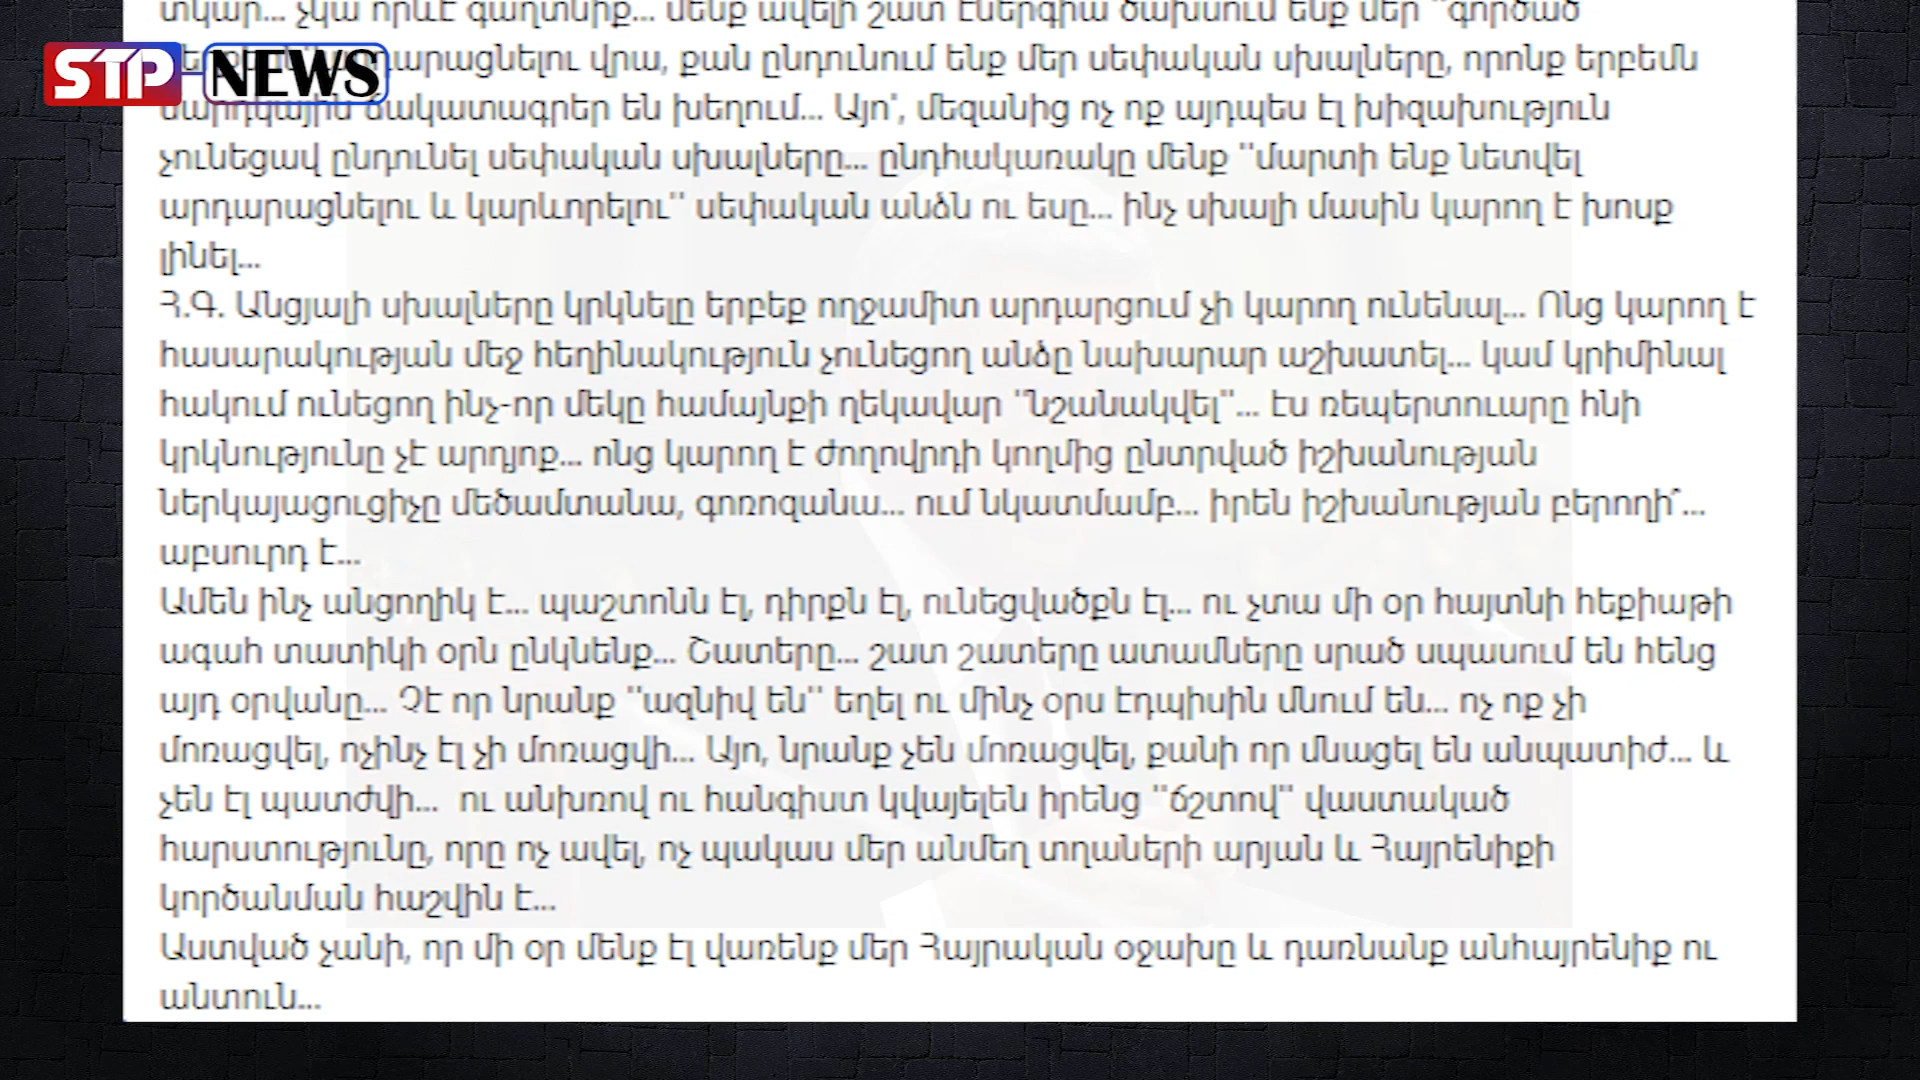 տկար... չկա որևէ գաղտնիք... մենք ավելի շատ էներգիա ծախսում ենք մեր ''գործած
արդարացնելու վրա, քան ընդունում ենք մեր սեփական սխալները, որոնք երբեմն
մարդկային ճակատագրեր են խեղում... Այո', մեզանից ոչ ոք այդպես էլ խիզախություն
չունեցավ ընդունել սեփական սխալները... ընդհակառակը մենք ''մարտի ենք նետվել
արդարացնելու և կարևորելու'' սեփական անձն ու եսը... ինչ սխալի մասին կարող է խոսք
լինել...
Հ.Գ. Անցյալի սխալները կրկնելը երբեք ողջամիտ արդարցում չի կարող ունենալ... Ոնց կարող է
հասարակության մեջ հեղինակություն չունեցող անձը նախարար աշխատել... կամ կրիմինալ
հակում ունեցող ինչ-որ մեկը համայնքի ղեկավար ''նշանակվել''... էս ռեպերտուարը հնի
կրկնությունը չէ արդյոք... ոնց կարող է ժողովրդի կողմից ընտրված իշխանության
ներկայացուցիչը մեծամտանա, գոռոզանա... ում նկատմամբ... իրեն իշխանության բերողի՞...
աբսուրդ է...
Ամեն ինչ անցողիկ է... պաշտոնն էլ, դիրքն էլ, ունեցվածքն էլ... ու չտա մի օր հայտնի հեքիաթի
ագահ տատիկի օրն ընկնենք... Շատերը... շատ շատերը ատամները սրած սպասում են հենց
այդ օրվանը... Չէ որ նրանք ''ազնիվ են'' եղել ու մինչ օրս էդպիսին մնում են... ոչ ոք չի
մոռացվել, ոչինչ էլ չի մոռացվի... Այո, նրանք չեն մոռացվել, քանի որ մնացել են անպատիժ... և
չեն էլ պատժվի...  ու անխռով ու հանգիստ կվայելեն իրենց ''ճշտով'' վաստակած
հարստությունը, որը ոչ ավել, ոչ պակաս մեր անմեղ տղաների արյան և Հայրենիքի
կործանման հաշվին է...
Աստված չանի, որ մի օր մենք էլ վառենք մեր Հայրական օջախը և դառնանք անհայրենիք ու
անտուն...
STP NEWS